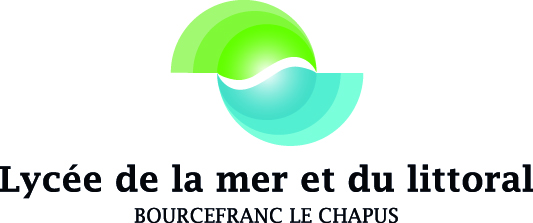 Lycée de la mer et du littoral
BOURCEFRANC LE CHAPUS